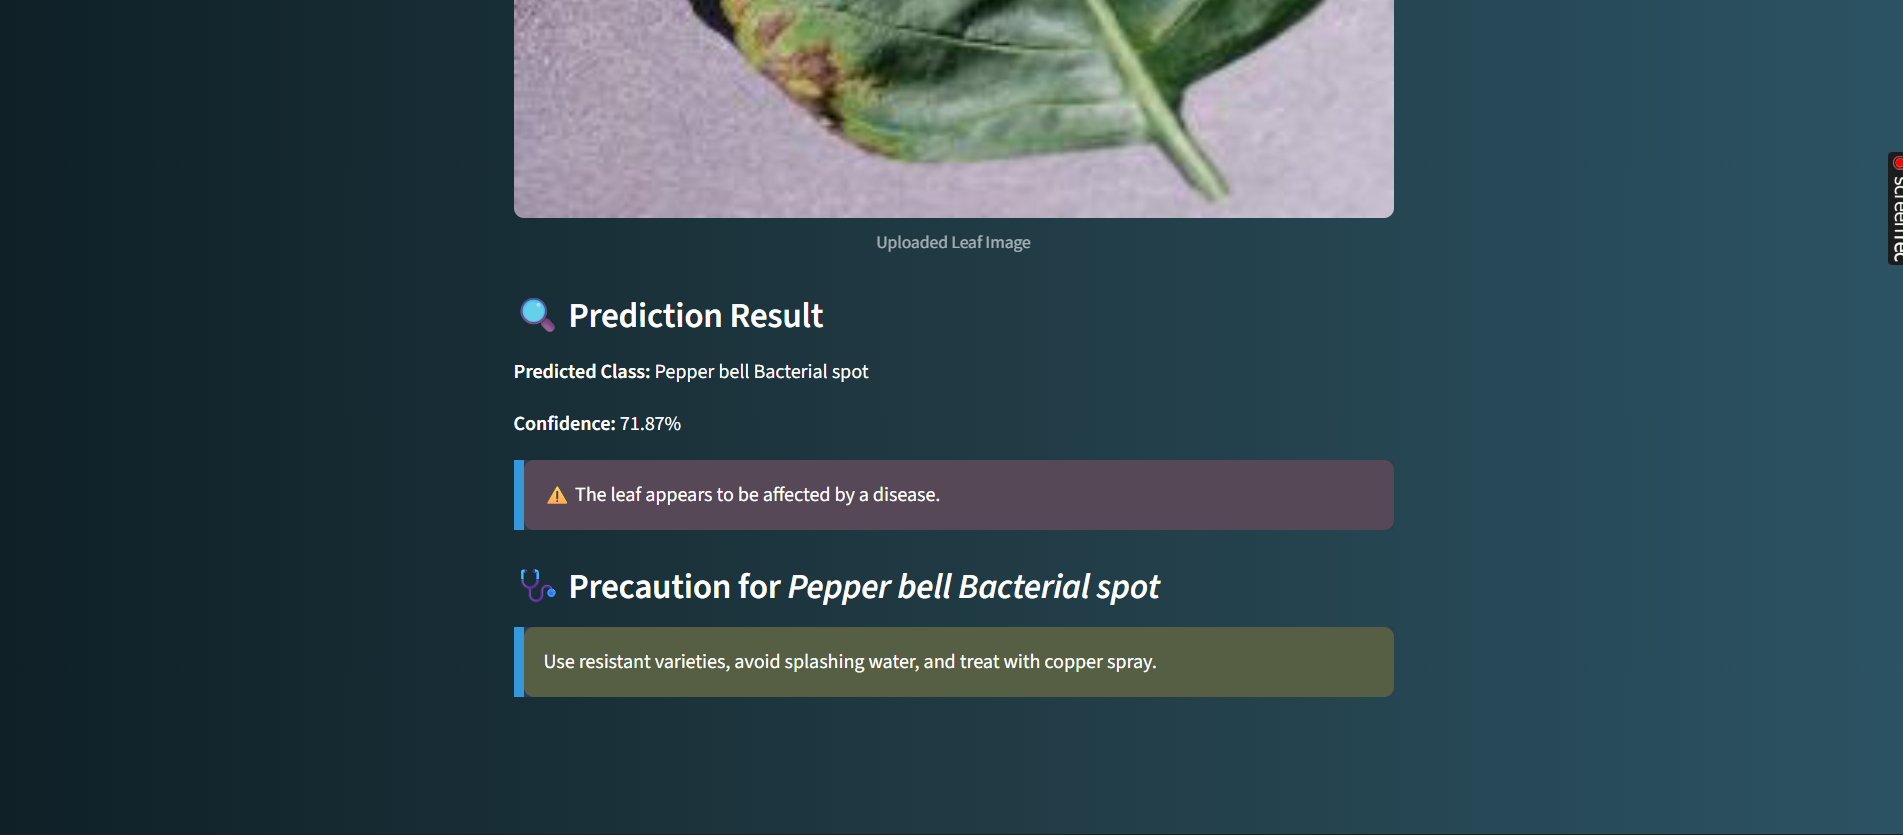 Uploaded Leaf Image
Prediction Result
Predicted Class: Pepper bell Bacterial spot
Confidence: 71.87%
The leaf appears to be affected by a disease.
Precaution for Pepper bell Bacterial spot
Use resistant varieties, avoid splashing water, and treat with copper spray.
screenrec